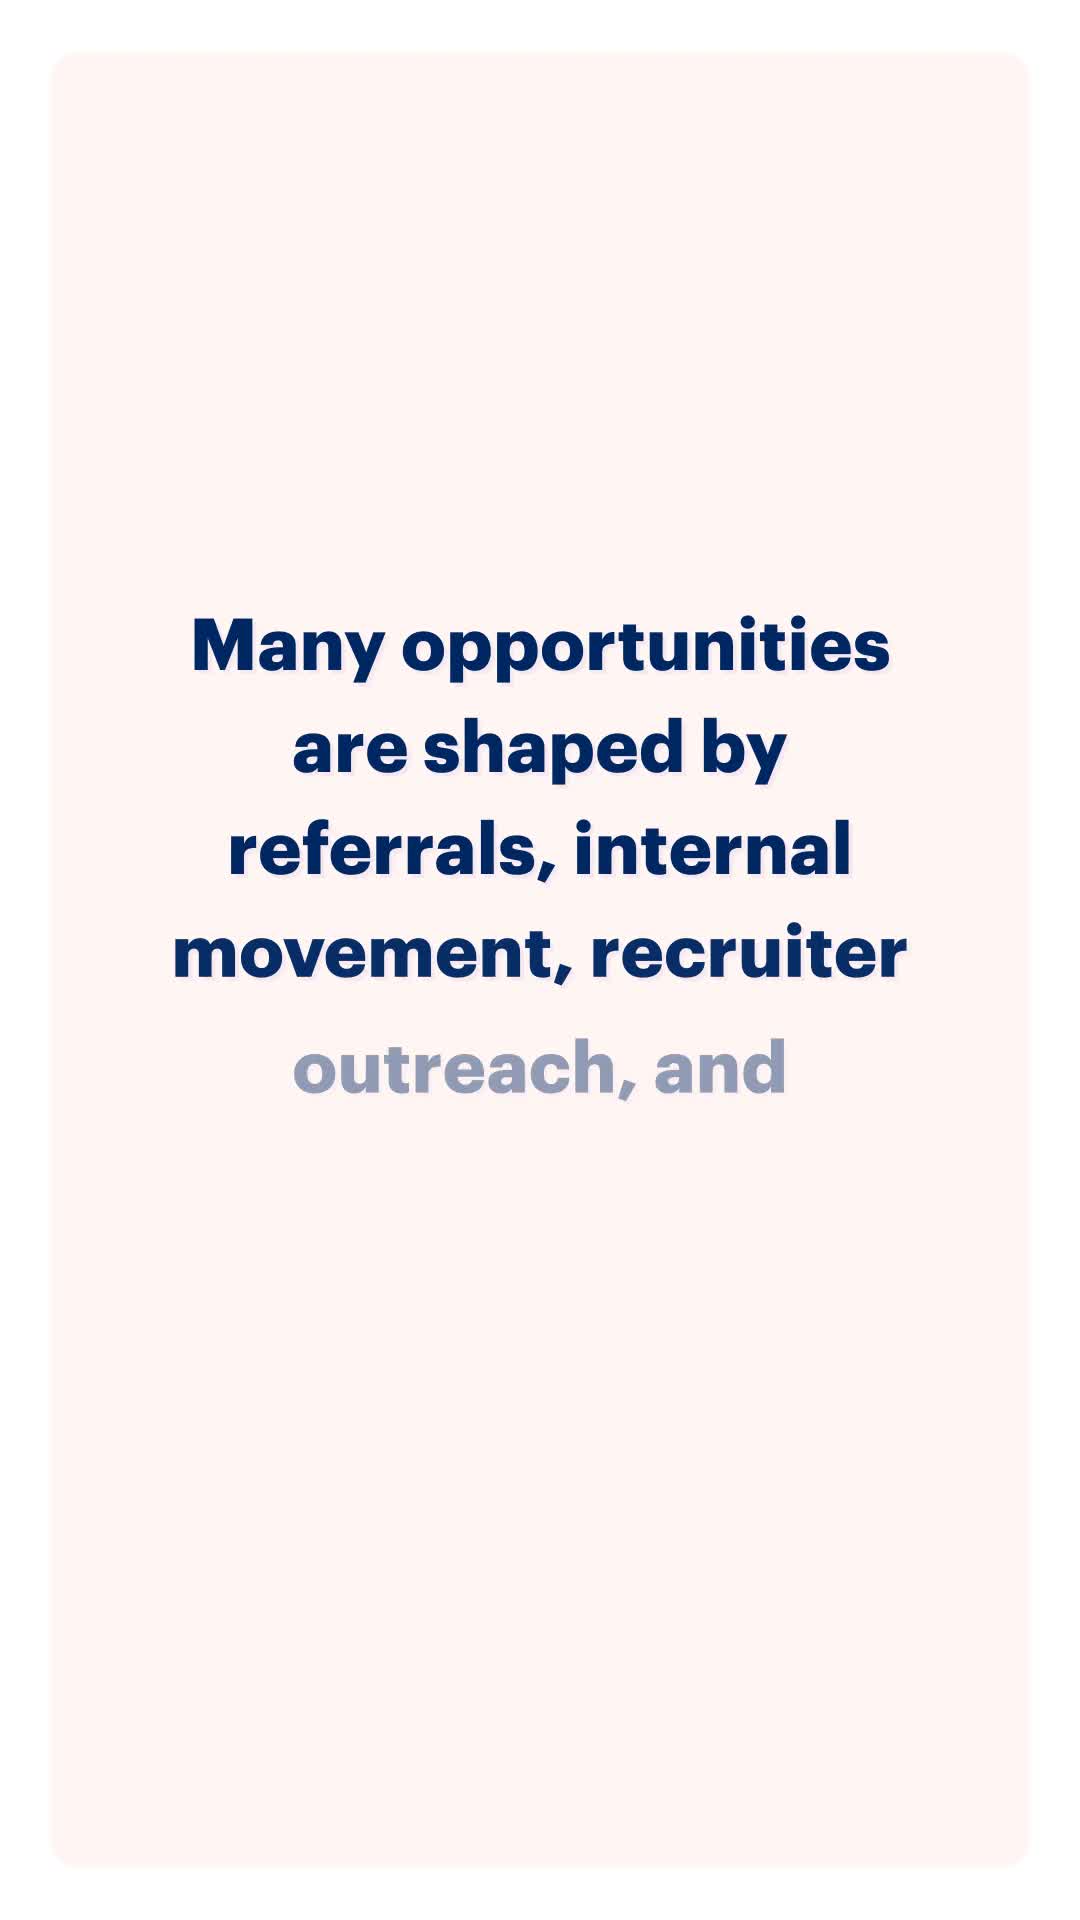 Many opportunities
are shaped by
referrals, internal
movement, recruiter
outreach, and